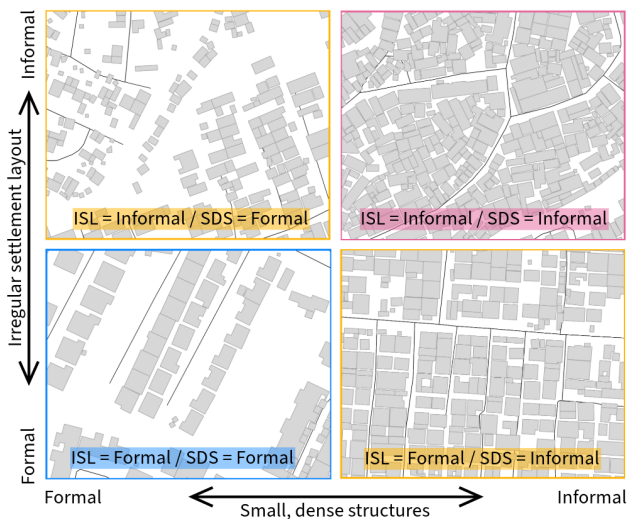 Informal
Irregular settlement layout
Formal
ISL = Informal / SDS = Formal
ISL = Informal / SDS = Informal
ISL = Formal / SDS = Formal
ISL = Formal / SDS = Informal
Formal
Small, dense structures
Informal